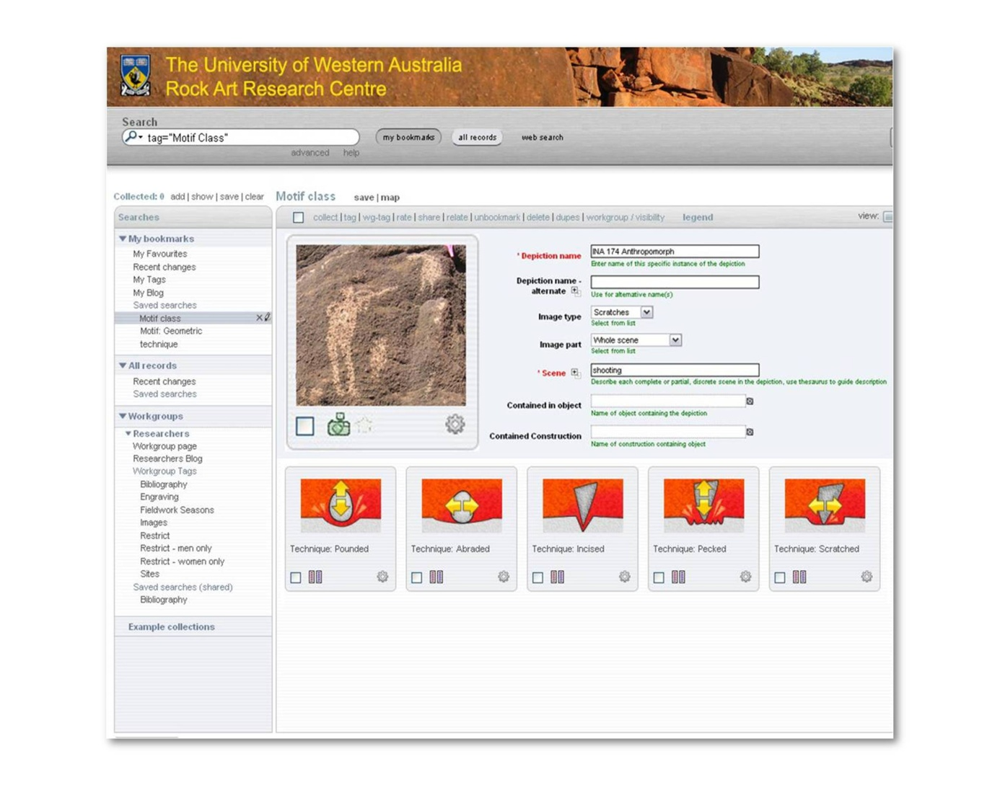 The University of Western Australia
Rock Art Research Centre
Search
tag="Motif Class"
my bookmarks
all records
web search
advanced help
Collected: 0 add | show | save | clear
Motif class save | map
Searches
collect | tag | wg-tag | rate | share | relate | unbookmark | delete | dupes | workgroup / visibility legend
view:
My bookmarks
My Favourites
Recent changes
My Tags
My Blog
Saved searches
Motif class
Motif: Geometric
technique
All records
Recent changes
Saved searches
Workgroups
Researchers
Workgroup page
Researchers Blog
Workgroup Tags
Bibliography
Engraving
Fieldwork Seasons
Images
Restrict
Restrict - men only
Restrict - women only
Sites
Saved searches (shared)
Bibliography
Example collections
* Depiction name INA 174 Anthropomorph
Enter name of this specific instance of the depiction
Depiction name -
alternate
Use for alternative name(s)
Image type Scratches
Select from list
Image part Whole scene
Select from list
* Scene shooting
Describe each complete or partial, discrete scene in the depiction, use thesaurus to guide description
Contained in object
Name of object containing the depiction
Contained Construction
Name of construction containing object
Technique: Pounded
Technique: Abraded
Technique: Incised
Technique: Pecked
Technique: Scratched